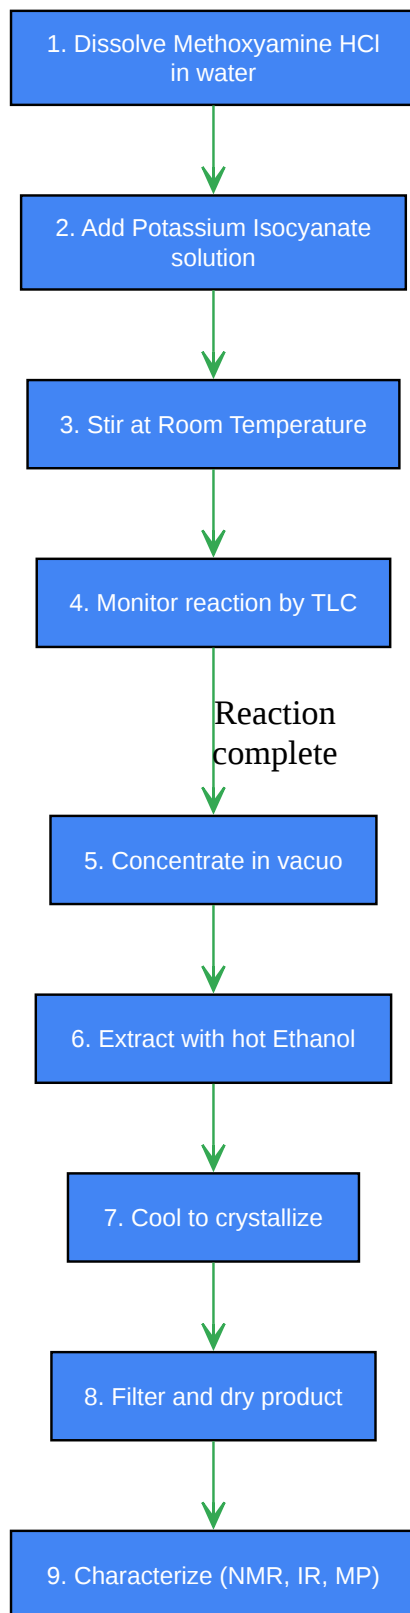 1. Dissolve Methoxyamine HCl
in water
2. Add Potassium Isocyanate
solution
3. Stir at Room Temperature
4. Monitor reaction by TLC
Reaction
complete
5. Concentrate in vacuo
6. Extract with hot Ethanol
7. Cool to crystallize
8. Filter and dry product
9. Characterize (NMR, IR, MP)